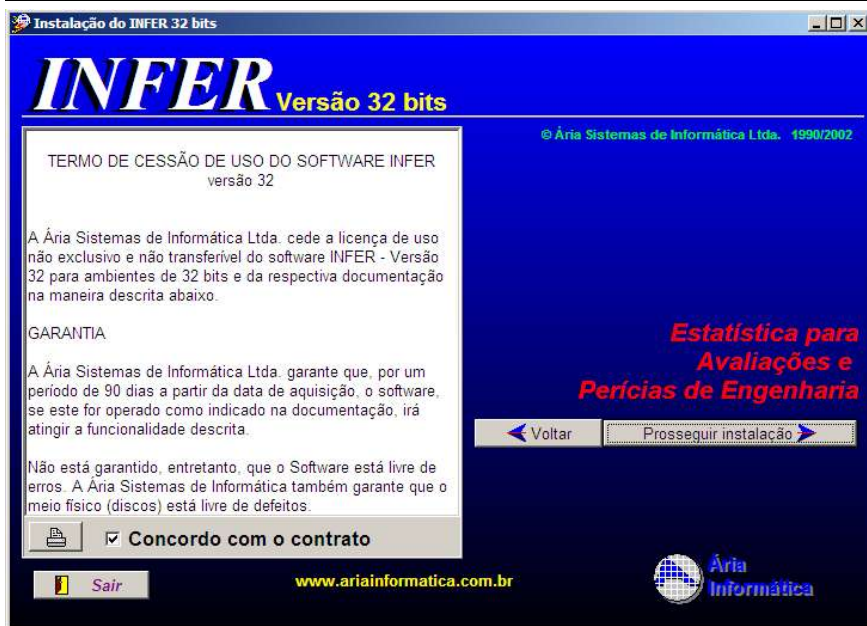 Instalação do INFER 32 bits
INFER Versão 32 bits
© Ária Sistemas de Informática Ltda. 1990/2002
TERMO DE CESSÃO DE USO DO SOFTWARE INFER
versão 32
A Ária Sistemas de Informática Ltda. cede a licença de uso
não exclusivo e não transferível do software INFER - Versão
32 para ambientes de 32 bits e da respectiva documentação
na maneira descrita abaixo.
GARANTIA
A Ária Sistemas de Informática Ltda. garante que, por um
período de 90 dias a partir da data de aquisição, o software,
se este for operado como indicado na documentação, irá
atingir a funcionalidade descrita.
Não está garantido, entretanto, que o Software está livre de
erros. A Ária Sistemas de Informática também garante que o
meio físico (discos) está livre de defeitos.
Concordo com o contrato
Estatística para
Avaliações e
Perícias de Engenharia
Voltar
Prosseguir instalação
Sair
www.ariainformatica.com.br
Ária
Informática